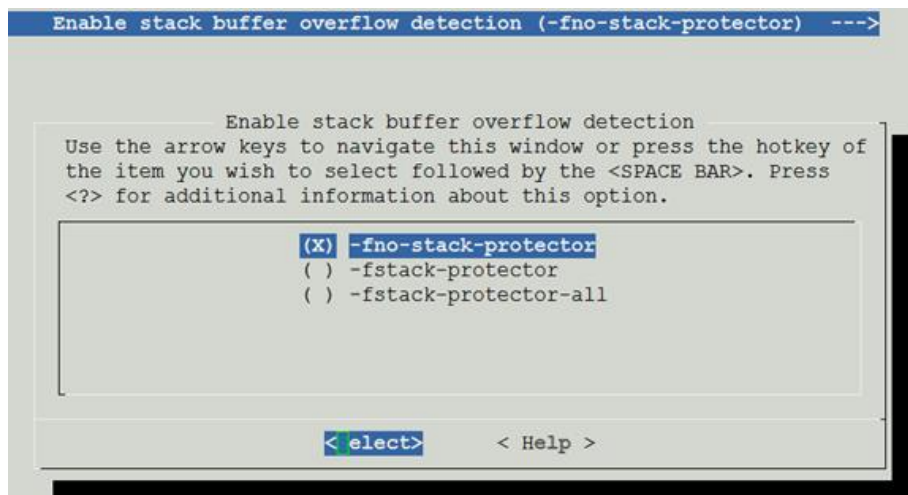 Enable stack buffer overflow detection (-fno-stack-protector) --->
Enable stack buffer overflow detection
Use the arrow keys to navigate this window or press the hotkey of
the item you wish to select followed by the <SPACE BAR>. Press
<?> for additional information about this option.
(X) -fno-stack-protector
( ) -fstack-protector
( ) -fstack-protector-all
< elect> < Help >